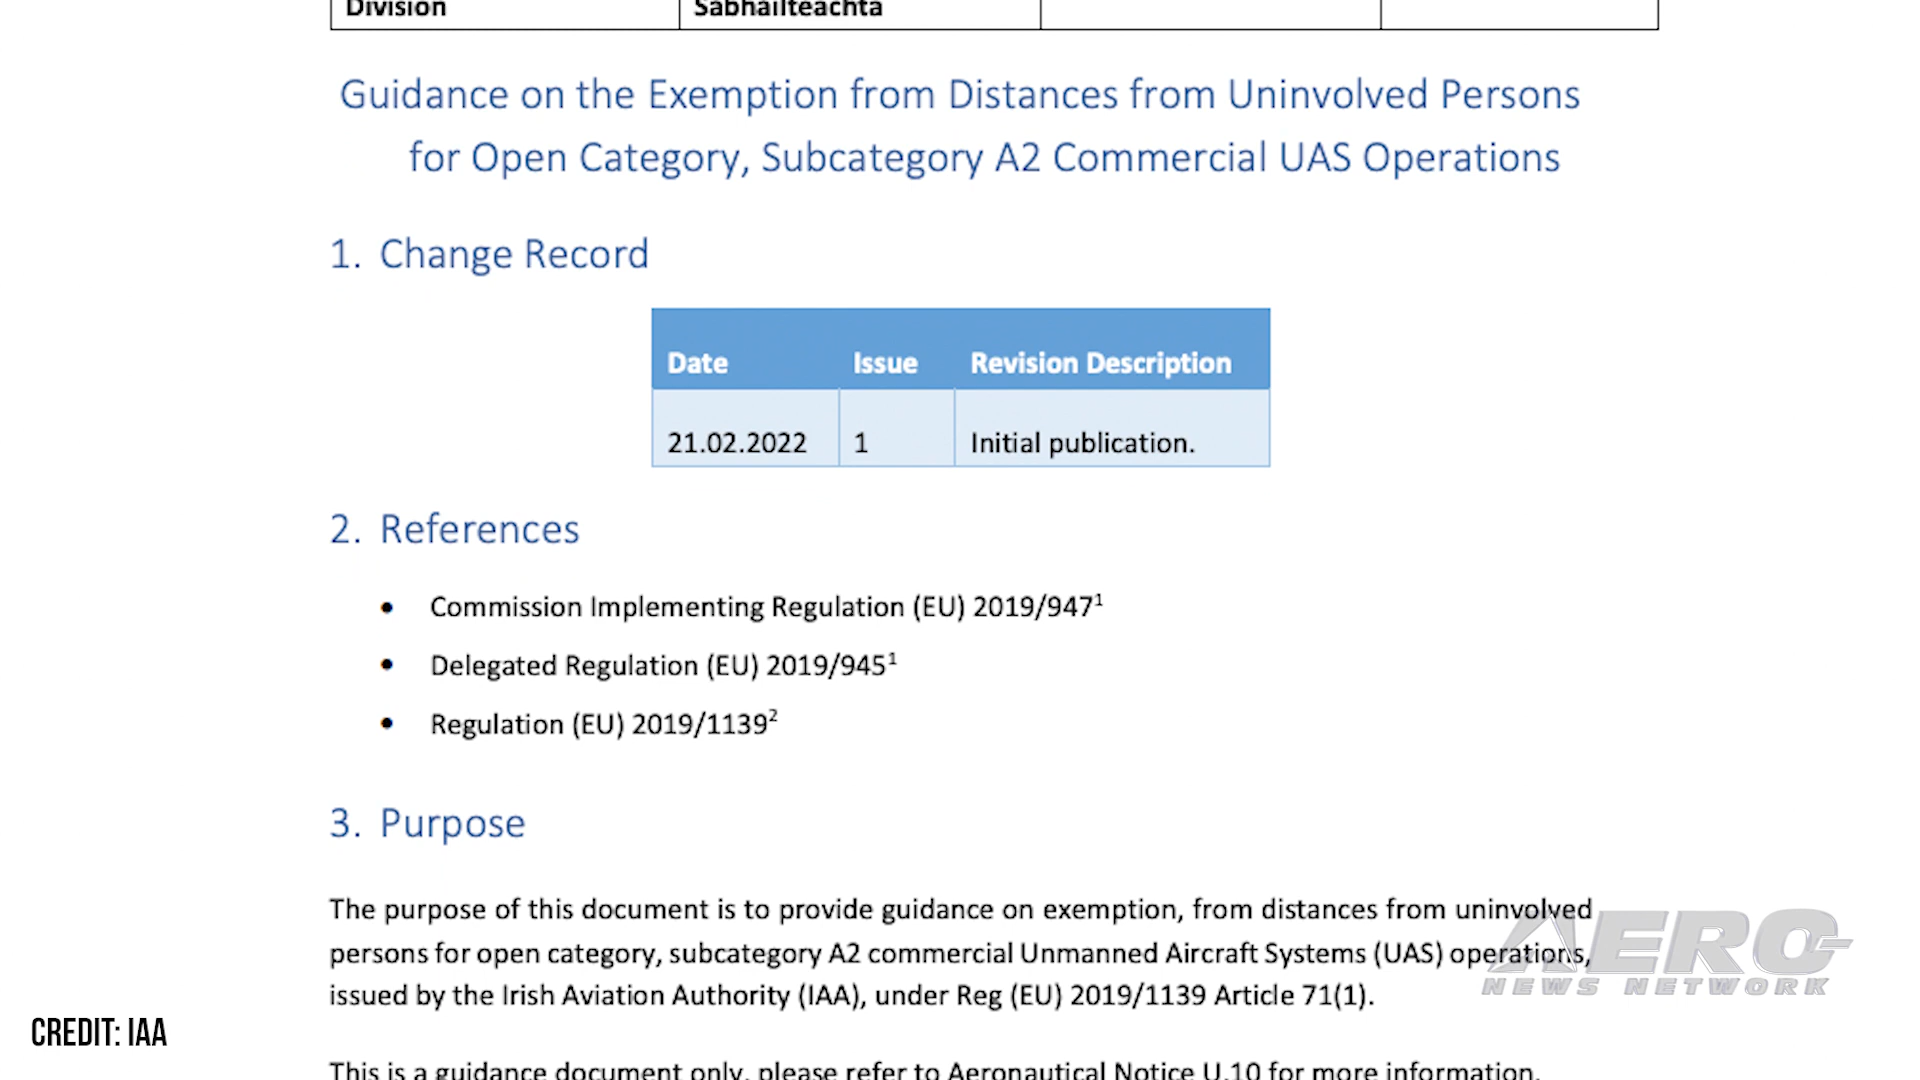 Division Sábháilteachta
Guidance on the Exemption from Distances from Uninvolved Persons
for Open Category, Subcategory A2 Commercial UAS Operations
1. Change Record
Date Issue Revision Description
21.02.2022 1 Initial publication.
2. References
• Commission Implementing Regulation (EU) 2019/947¹
• Delegated Regulation (EU) 2019/945¹
• Regulation (EU) 2019/1139²
3. Purpose
The purpose of this document is to provide guidance on exemption, from distances from uninvolved
persons for open category, subcategory A2 commercial Unmanned Aircraft Systems (UAS) operations,
issued by the Irish Aviation Authority (IAA), under Reg (EU) 2019/1139 Article 71(1).
AERO
NEWS NETWORK
CREDIT: IAA
This is a guidance document only, please refer to Aeronautical Notice U.10 for more information.